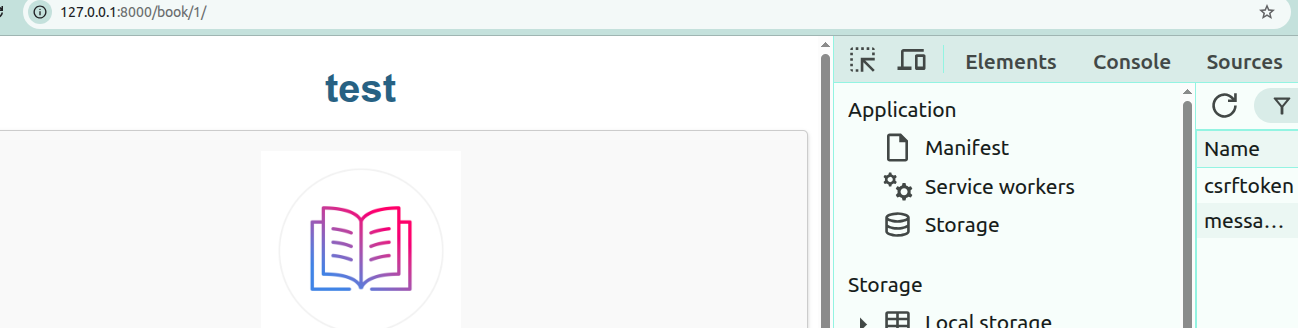 127.0.0.1:8000/book/1/
test
Elements Console Sources
Application
Manifest
Service workers
Storage
Storage
Local storage
Name
csrftoken
messa...